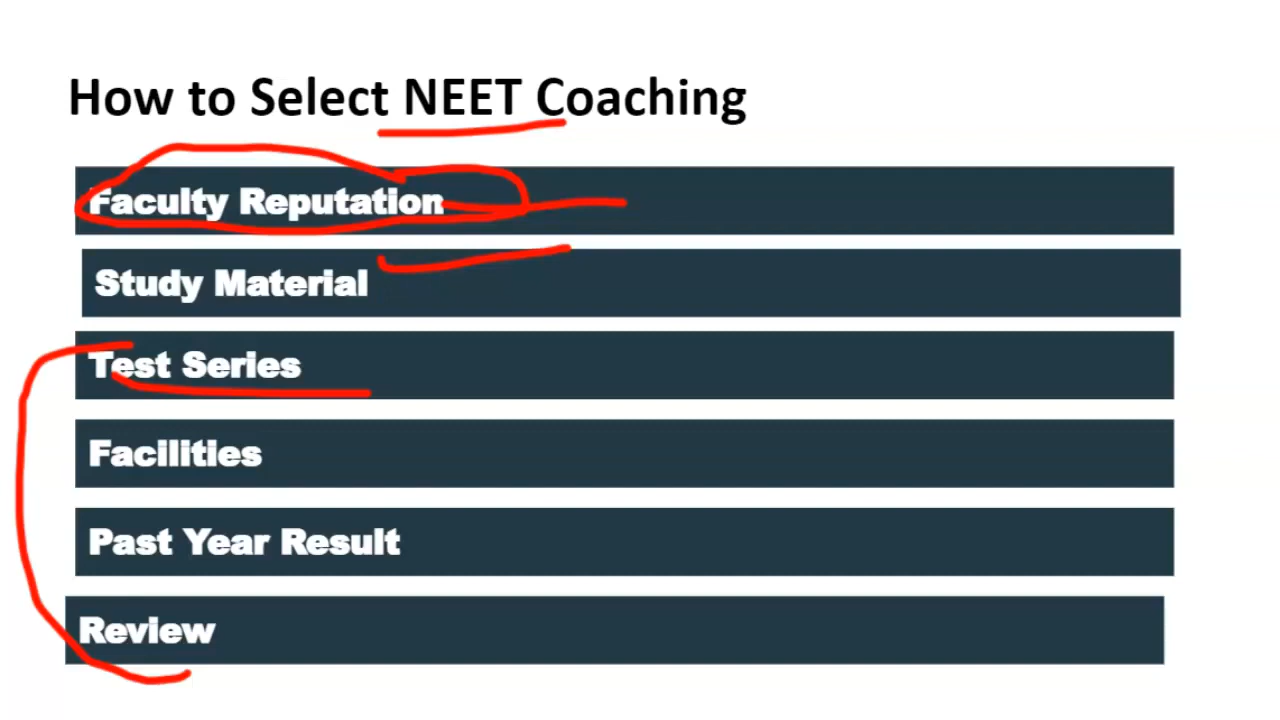 How to Select NEET Coaching
Faculty Reputation
Study Material
Test Series
Facilities
Past Year Result
Review